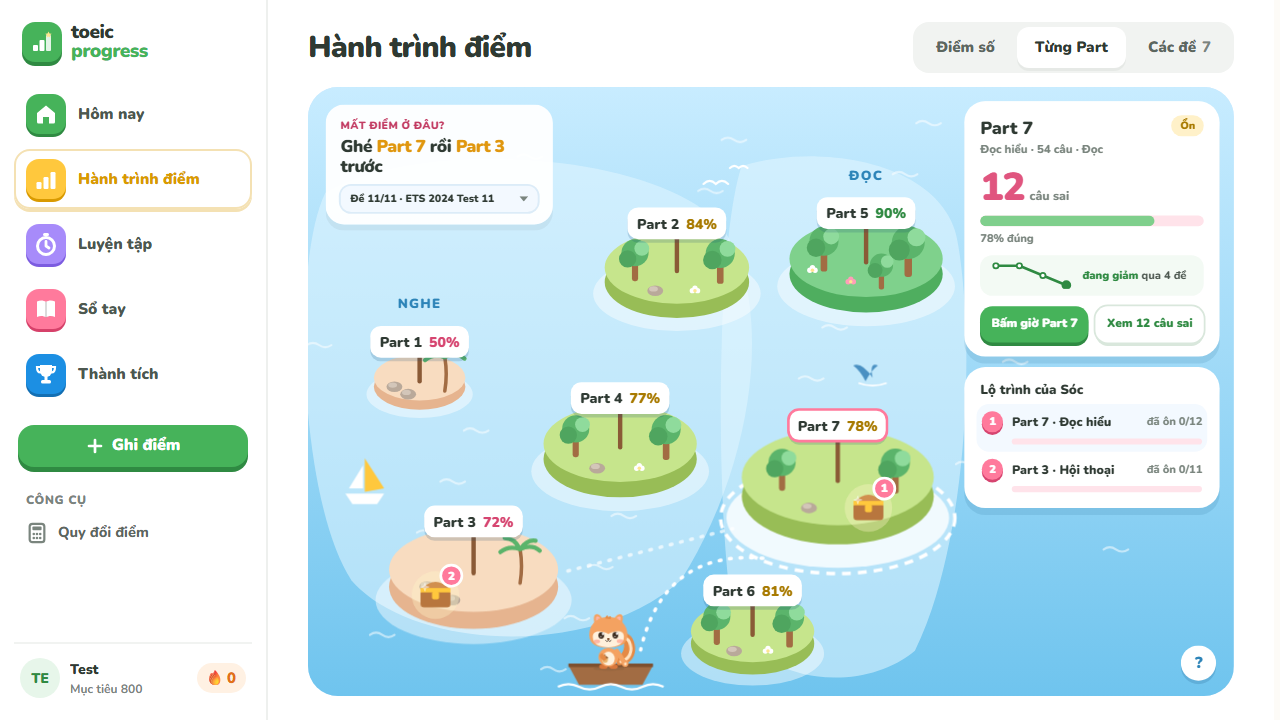 toeic
progress
Hôm nay
Hành trình điểm
Luyện tập
Sổ tay
Thành tích
+ Ghi điểm
CÔNG CỤ
Quy đổi điểm
TE
Test
Mục tiêu 800
0
Hành trình điểm
Điểm số
Từng Part
Các đề 7
MẤT ĐIỂM Ở ĐÂU?
Ghé Part 7 rồi Part 3
trước
Đề 11/11 · ETS 2024 Test 11
NGHE
ĐỌC
Part 2 84%
Part 5 90%
Part 1 50%
Part 4 77%
Part 7 78%
1
Part 3 72%
2
Part 6 81%
Part 7
Ổn
Đọc hiểu · 54 câu · Đọc
12 câu sai
78% đúng
đang giảm qua 4 đề
Bấm giờ Part 7
Xem 12 câu sai
Lộ trình của Sóc
1 Part 7 · Đọc hiểu đã ôn 0/12
2 Part 3 · Hội thoại đã ôn 0/11
?